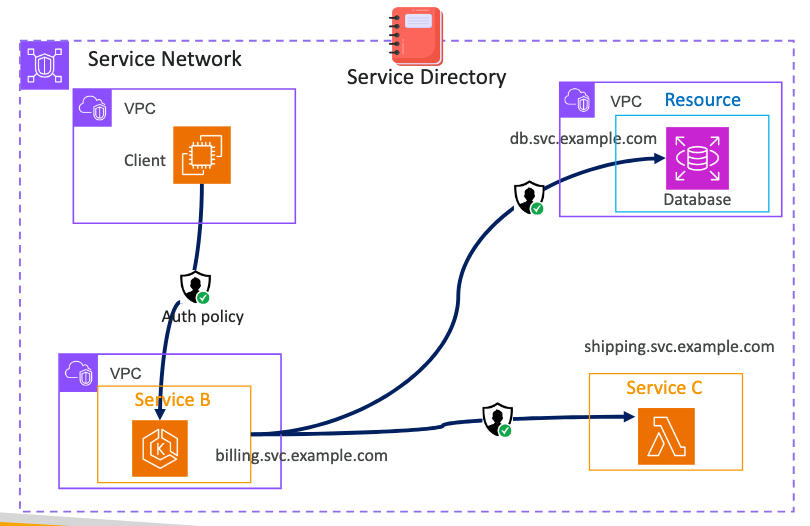 Service Network
Service Directory
VPC
Client
VPC
Resource
db.svc.example.com
Database
Auth policy
shipping.svc.example.com
VPC
Service B
Service C
K
billing.svc.example.com